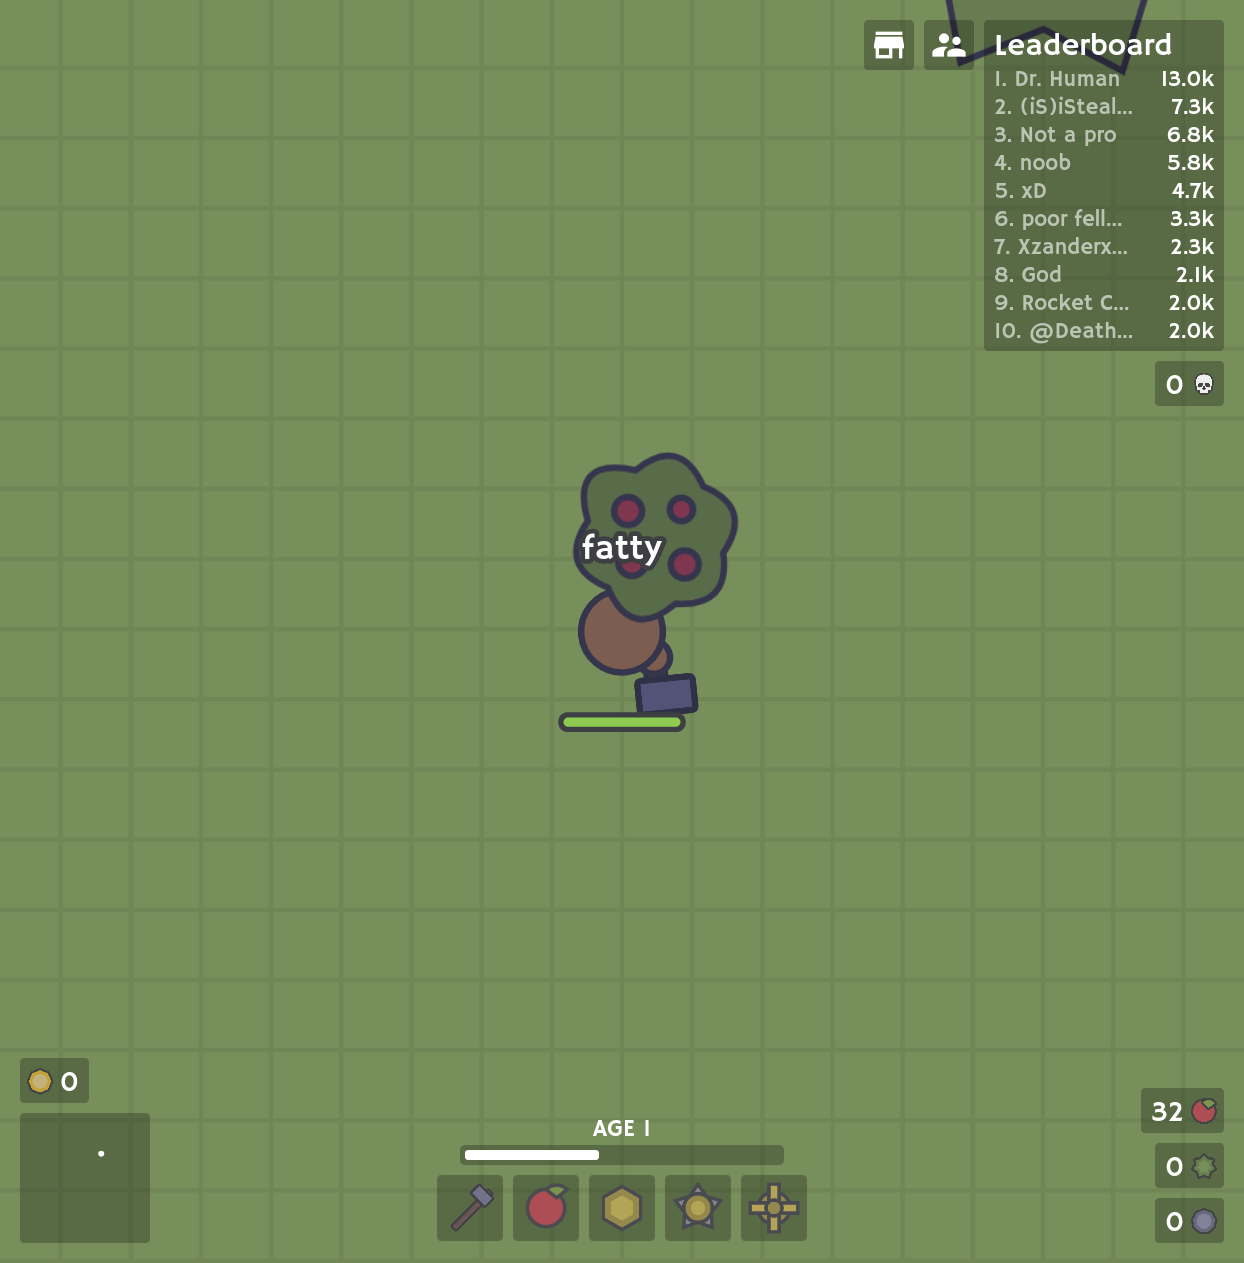 Leaderboard
1. Dr. Human 13.0k
2. (iS)iSteal... 7.3k
3. Not a pro 6.8k
4. noob 5.8k
5. xD 4.7k
6. poor fell... 3.3k
7. Xzanderx... 2.3k
8. God 2.1k
9. Rocket C... 2.0k
10. @Death... 2.0k
0
fatty
0
AGE 1
32
0
0